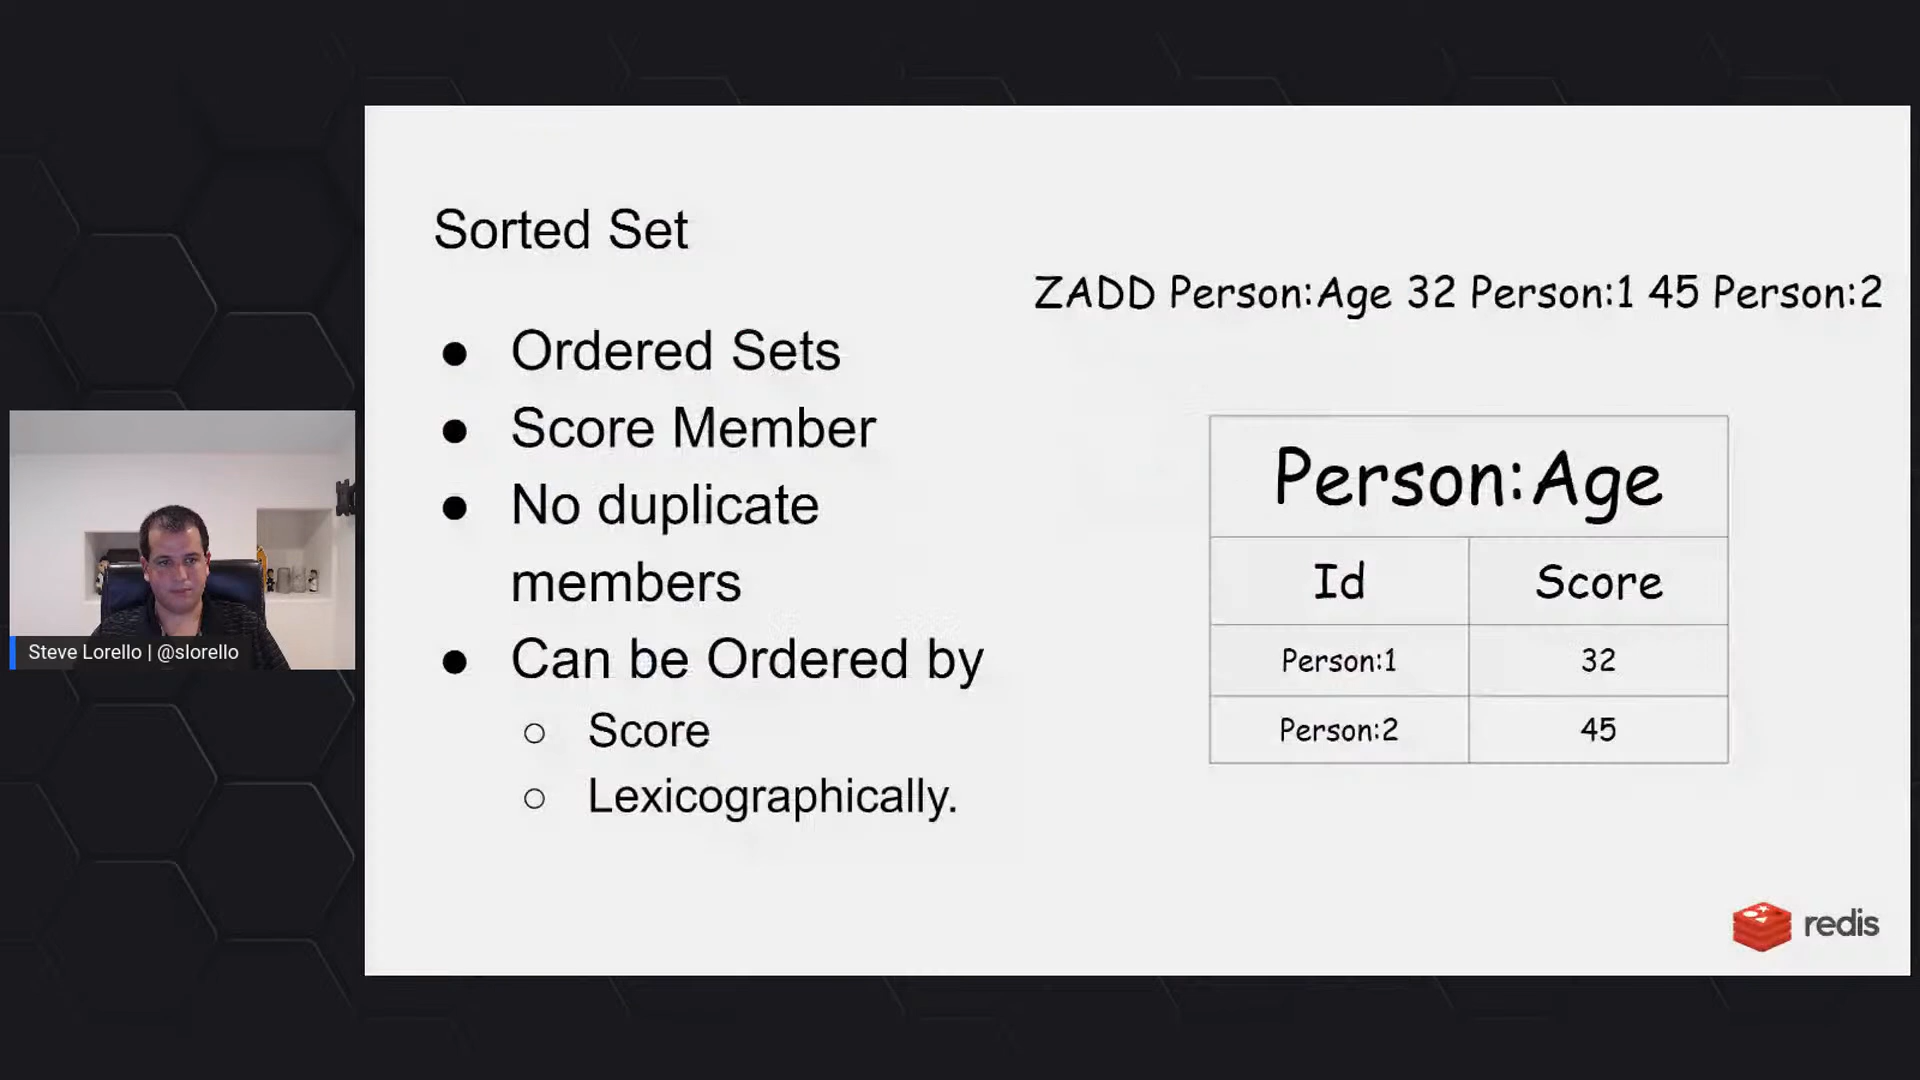 Sorted Set
ZADD Person:Age 32 Person:1 45 Person:2
● Ordered Sets
● Score Member
● No duplicate
members
● Can be Ordered by
○ Score
○ Lexicographically.
Person:Age
Id Score
Person:1 32
Person:2 45
Steve Lorello | @slorello
redis